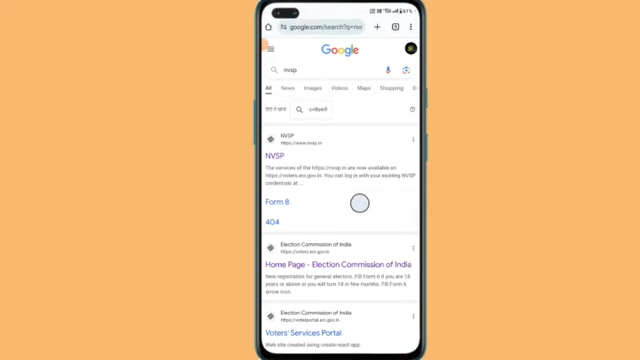 61%
google.com/search?q=nvs
5
Google
nvsp
All News Images Videos Maps Shopping
NVSP
https://www.nvsp.in
NVSP
The services of the https://nvsp.in are now available on
https://voters.eci.gov.in. You can log in with your existing NVSP
credentials at ...
Form 8
404
Election Commission of India
https://voters.eci.gov.in
Home Page - Election Commission of India
New registration for general electors. Fill Form 6 if you are 18
years or above or you will turn 18 in few months. Fill Form 6
arrow icon.
Election Commission of India
https://voterportal.eci.gov.in
Voters' Services Portal
Web site created using create-react-app.